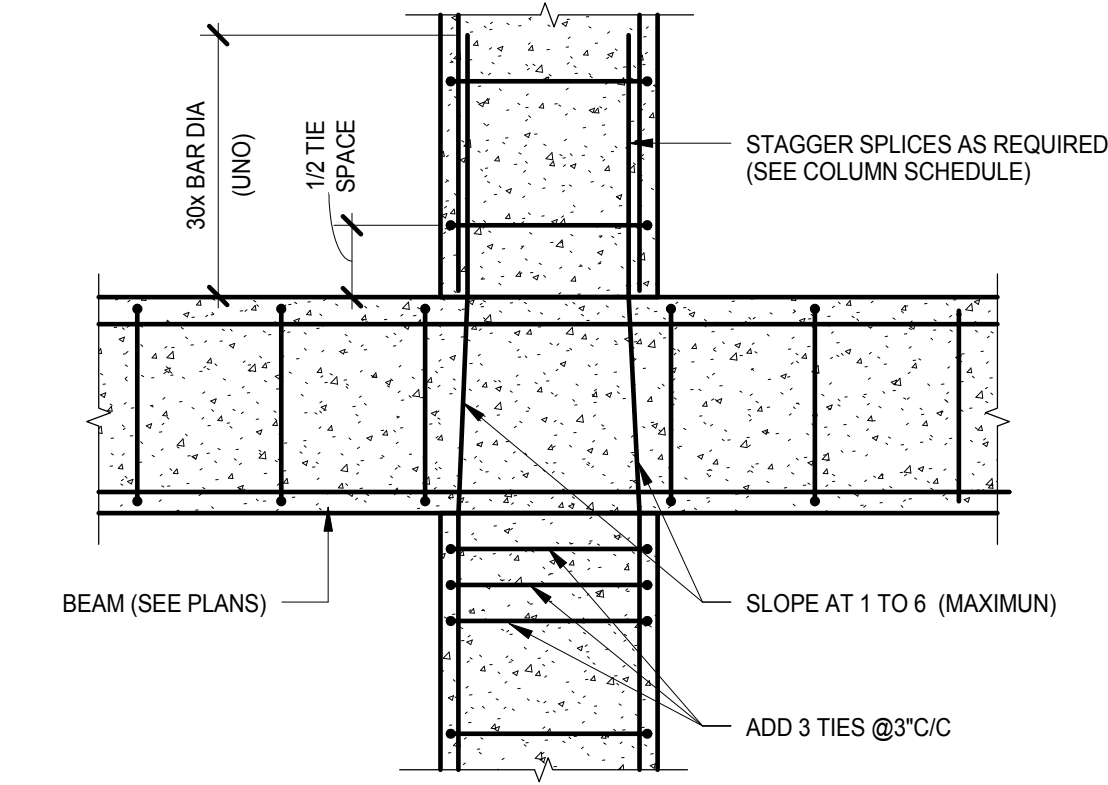 30x BAR DIA
(UNO)
1/2 TIE
SPACE
STAGGER SPLICES AS REQUIRED
(SEE COLUMN SCHEDULE)
BEAM (SEE PLANS)
SLOPE AT 1 TO 6 (MAXIMUN)
ADD 3 TIES @3"C/C